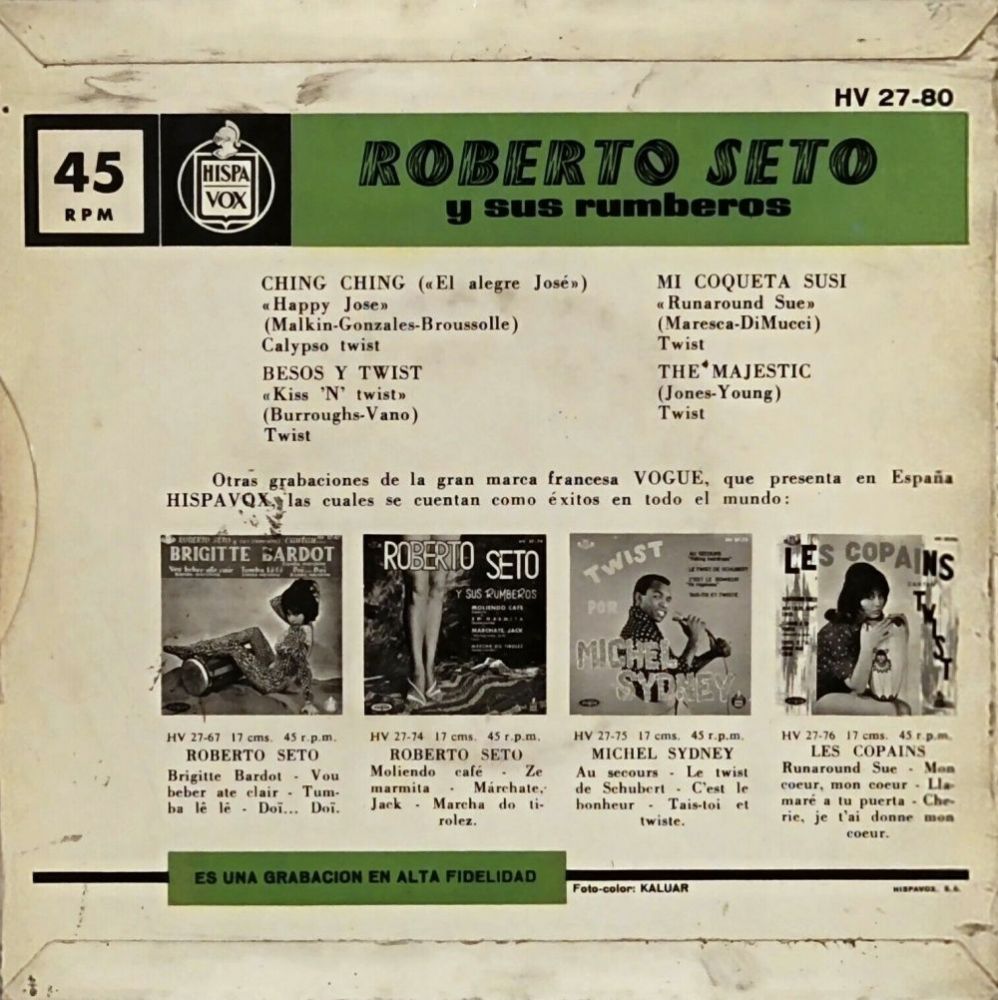 HV 27-80
45
RPM
HISPA
VOX
ROBERTO SETO
y sus rumberos
CHING CHING («El alegre José»)
«Happy Jose»
(Malkin-Gonzales-Broussolle)
Calypso twist
BESOS Y TWIST
«Kiss 'N' twist»
(Burroughs-Vano)
Twist
MI COQUETA SUSI
«Runaround Sue»
(Maresca-DiMucci)
Twist
THE MAJESTIC
(Jones-Young)
Twist
Otras grabaciones de la gran marca francesa VOGUE, que presenta en España
HISPAVOX, las cuales se cuentan como éxitos en todo el mundo:
BRIGITTE BARDOT
ROBERTO SETO
Y SUS RUMBEROS
MOLIENDO CAFE
MARCHATE, JACK
TWIST
POR
MICHEL
SYDNEY
LES COPAINS
TWIST
HV 27-67 17 cms. 45 r.p.m.
ROBERTO SETO
Brigitte Bardot - Vou
beber ate clair - Tum-
ba lê lê - Doï... Doï.
HV 27-74 17 cms. 45 r.p.m.
ROBERTO SETO
Moliendo café - Ze
marmita - Márchate,
Jack - Marcha do ti-
rolez.
HV 27-75 17 cms. 45 r.p.m.
MICHEL SYDNEY
Au secours - Le twist
de Schubert - C'est le
bonheur - Tais-toi et
twiste.
HV 27-76 17 cms. 45 r.p.m.
LES COPAINS
Runaround Sue - Mon
coeur, mon coeur - Lla-
maré a tu puerta - Che-
rie, je t'ai donne mon
coeur.
ES UNA GRABACION EN ALTA FIDELIDAD
Foto-color: KALUAR
HISPAVOX, S. A.